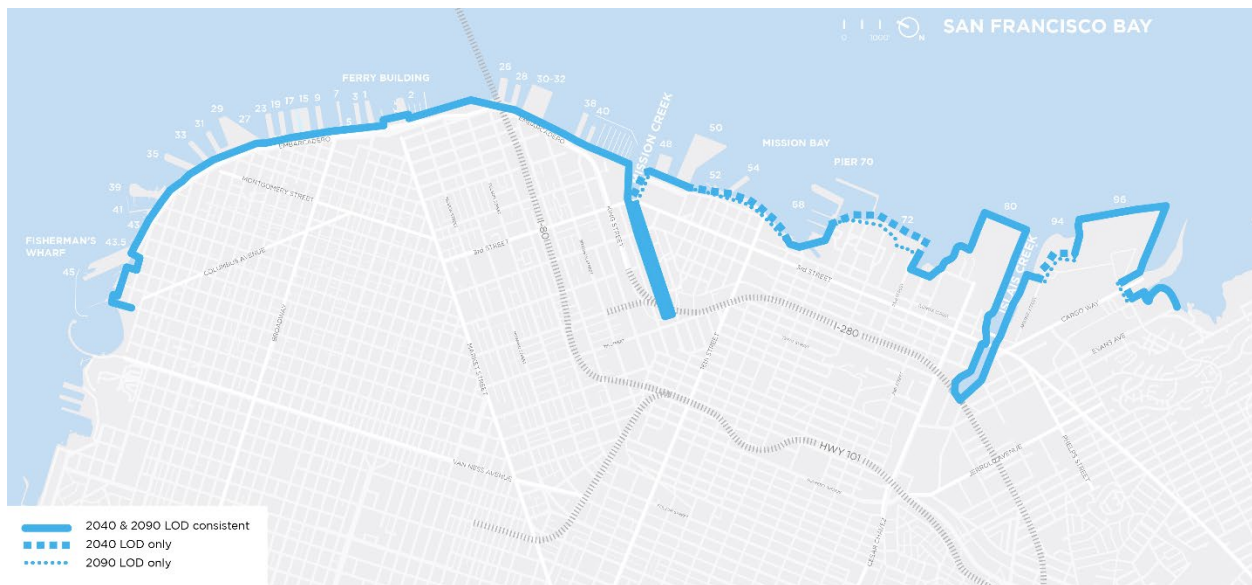 SAN FRANCISCO BAY
0
1000'
N
FERRY BUILDING
26
28
30-32
38
40
MISSION CREEK
48
50
52
54
MISSION BAY
PIER 70
68
72
80
ISLAIS CREEK
94
96
2
1
3
5
7
9
15
17
19
23
27
29
31
33
35
39
41
43
43.5
45
FISHERMAN'S
WHARF
EMBARCADERO
EMBARCADERO
MONTGOMERY STREET
COLUMBUS AVENUE
BROADWAY
MARKET STREET
3RD STREET
I-80
KING STREET
VAN NESS AVENUE
16TH STREET
3RD STREET
I-280
HWY 101
CESAR CHAVEZ
CARGO WAY
EVANS AVE
JERROLD AVENUE
PHELPS STREET
2040 & 2090 LOD consistent
2040 LOD only
2090 LOD only